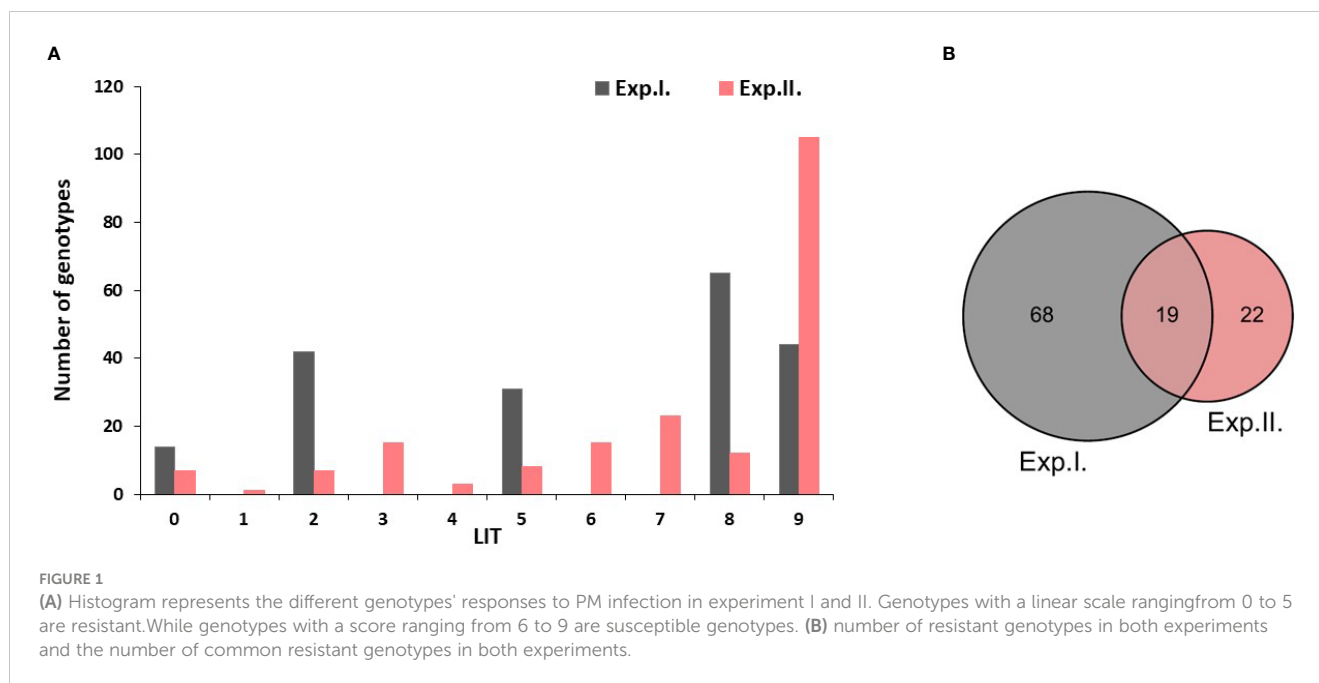 A
B
Exp.I.
Exp.II.
120
100
80
60
40
20
0
Number of genotypes
0 1 2 3 4 5 6 7 8 9
LIT
68
19
22
Exp.I.
Exp.II.
FIGURE 1
(A) Histogram represents the different genotypes' responses to PM infection in experiment I and II. Genotypes with a linear scale rangingfrom 0 to 5
are resistant.While genotypes with a score ranging from 6 to 9 are susceptible genotypes. (B) number of resistant genotypes in both experiments
and the number of common resistant genotypes in both experiments.